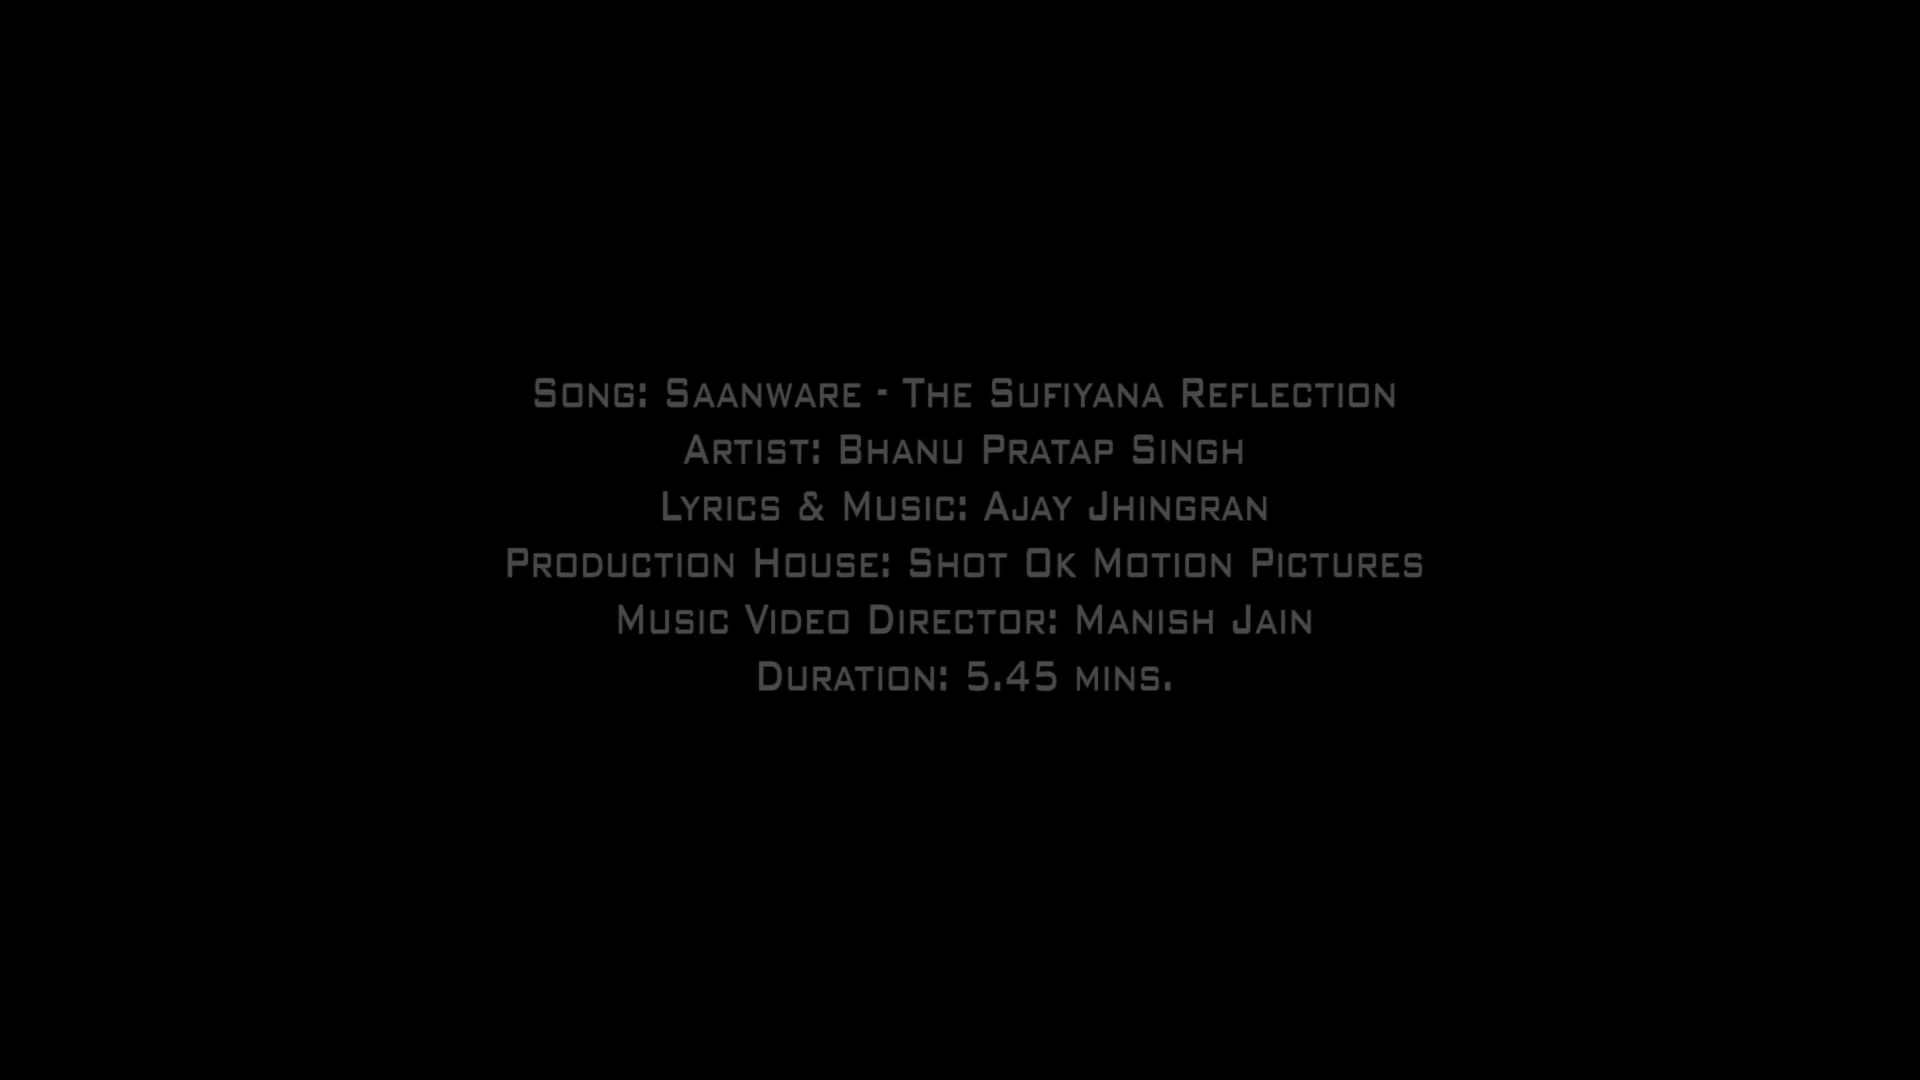 Song: Saanware - The Sufiyana Reflection
Artist: Bhanu Pratap Singh
Lyrics & Music: Ajay Jhingran
Production House: Shot Ok Motion Pictures
Music Video Director: Manish Jain
Duration: 5.45 mins.